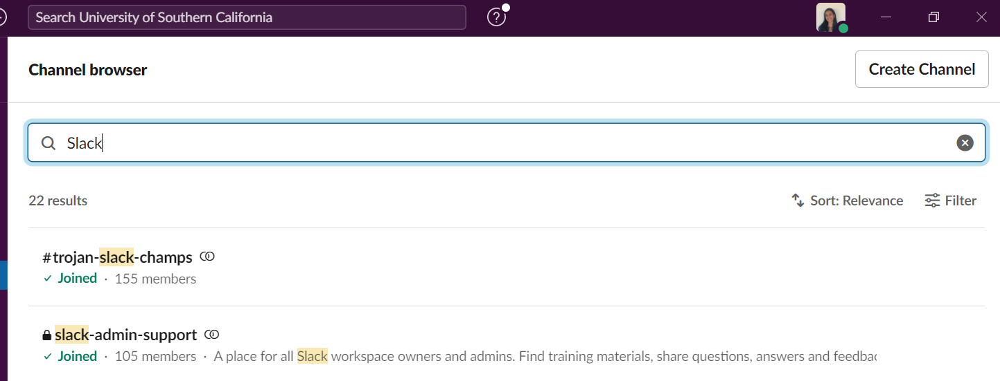 Search University of Southern California
Channel browser
Create Channel
Slack
22 results
Sort: Relevance
Filter
#trojan-slack-champs
✓ Joined · 155 members
slack-admin-support
✓ Joined · 105 members · A place for all Slack workspace owners and admins. Find training materials, share questions, answers and feedbac